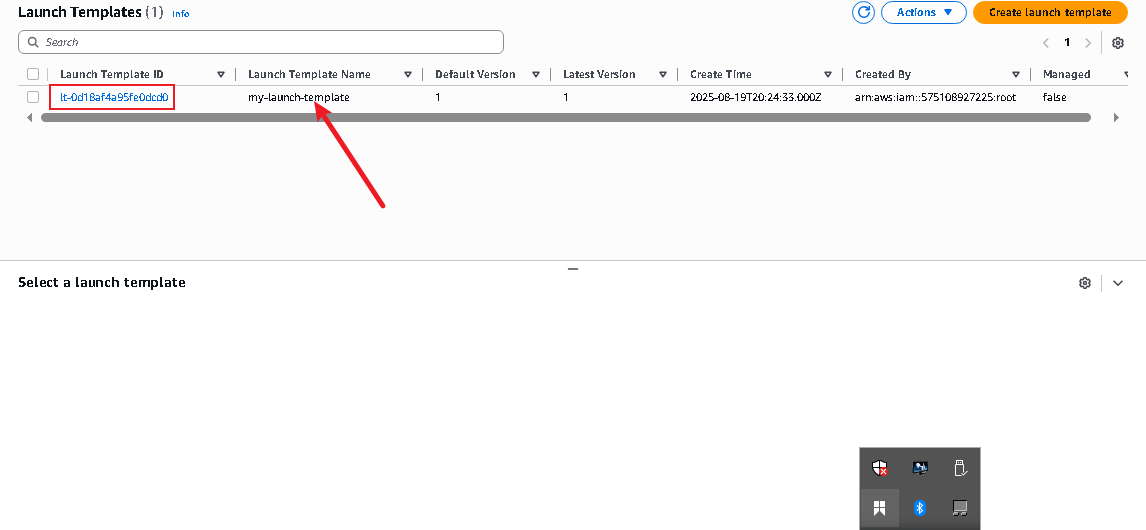 Launch Templates (1) Info
Actions
Create launch template
Search
1
Launch Template ID
Launch Template Name
Default Version
Latest Version
Create Time
Created By
Managed
lt-0d18af4a95fe0dcd0
my-launch-template
1
1
2025-08-19T20:24:33.000Z
arn:aws:iam::575108927225:root
false
Select a launch template